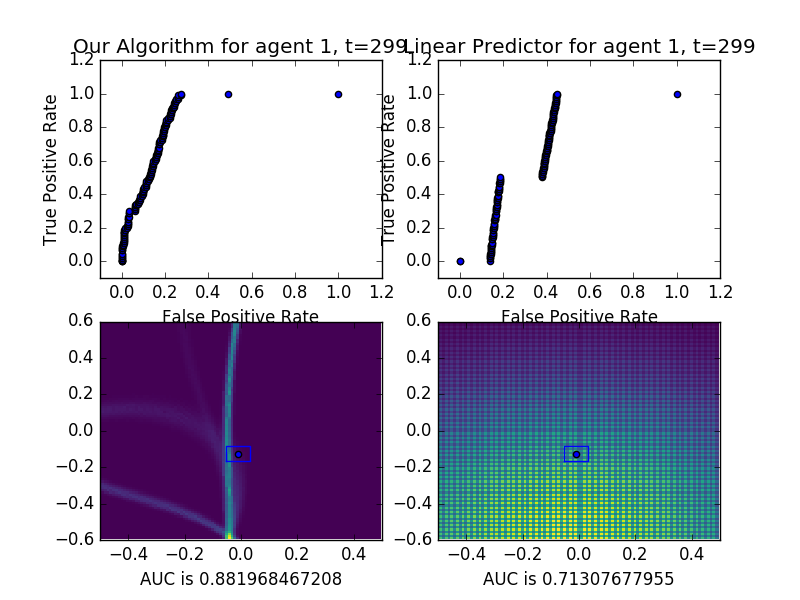 Our Algorithm for agent 1, t=299
Linear Predictor for agent 1, t=299
1.2
1.0
0.8
0.6
0.4
0.2
0.0
True Positive Rate
0.0 0.2 0.4 0.6 0.8 1.0 1.2
False Positive Rate
1.2
1.0
0.8
0.6
0.4
0.2
0.0
True Positive Rate
0.0 0.2 0.4 0.6 0.8 1.0 1.2
False Positive Rate
0.6
0.4
0.2
0.0
−0.2
−0.4
−0.6
−0.4 −0.2 0.0 0.2 0.4
AUC is 0.881968467208
0.6
0.4
0.2
0.0
−0.2
−0.4
−0.6
−0.4 −0.2 0.0 0.2 0.4
AUC is 0.71307677955